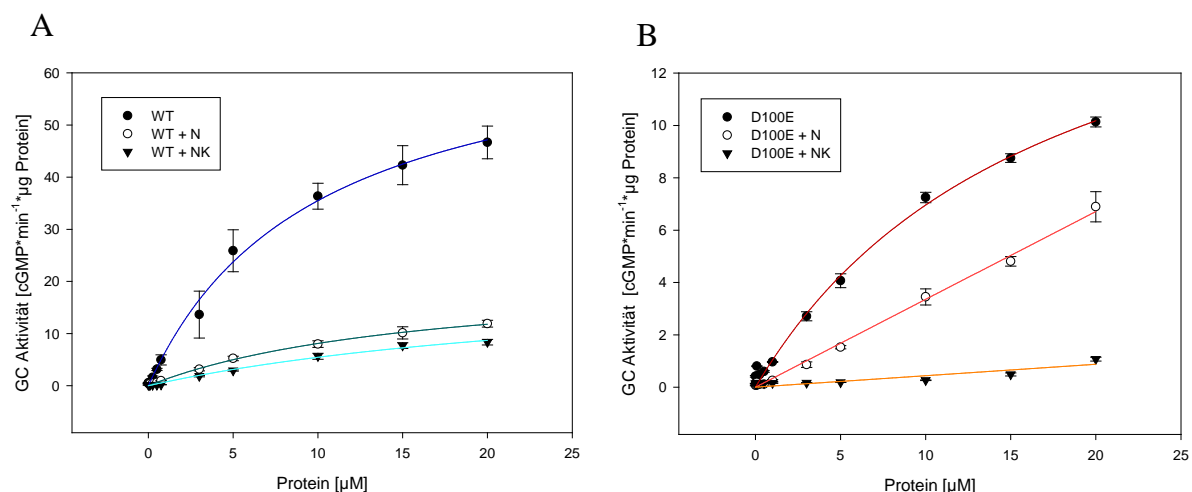 A
GC Aktivität [cGMP*min⁻¹*µg Protein]
60
50
40
30
20
10
0
WT
WT + N
WT + NK
0 5 10 15 20 25
Protein [µM]
B
GC Aktivität [cGMP*min⁻¹*µg Protein]
12
10
8
6
4
2
0
D100E
D100E + N
D100E + NK
0 5 10 15 20 25
Protein [µM]